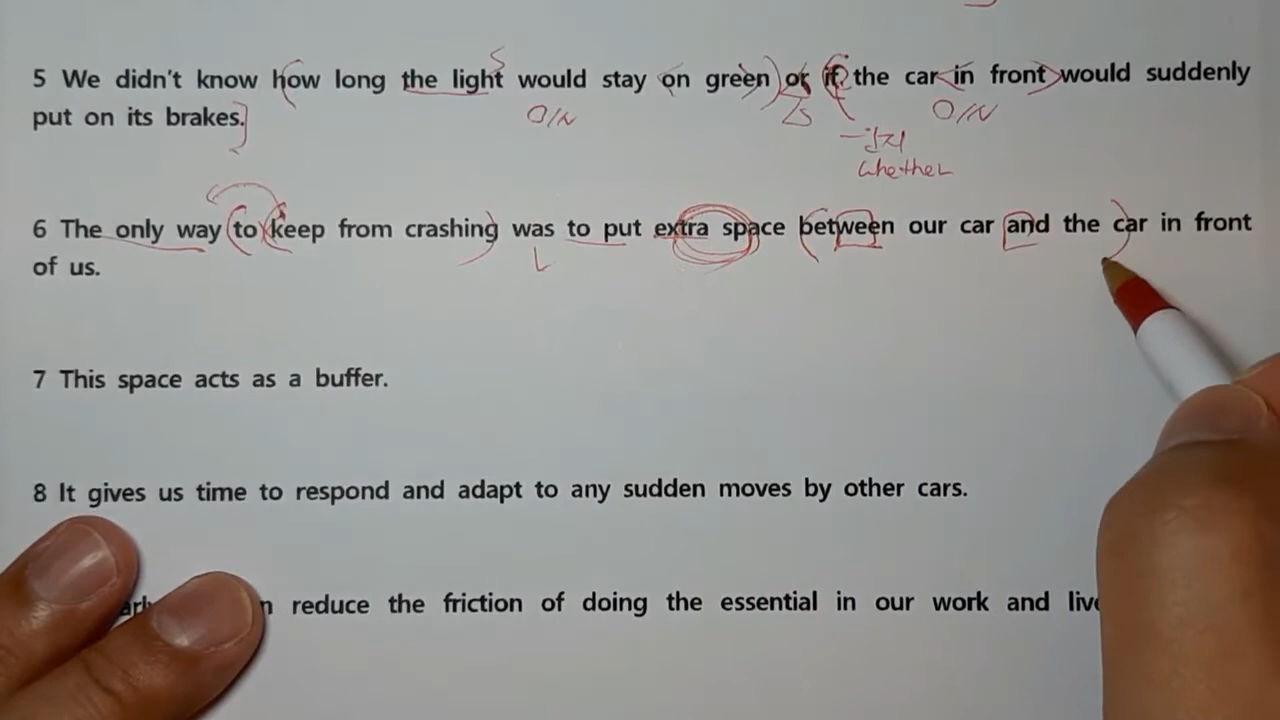 5 We didn't know how long the light would stay on green or if the car in front would suddenly
put on its brakes.
S
O/N
O/N
whether
6 The only way to keep from crashing was to put extra space between our car and the car in front
of us.
7 This space acts as a buffer.
8 It gives us time to respond and adapt to any sudden moves by other cars.
reduce the friction of doing the essential in our work and